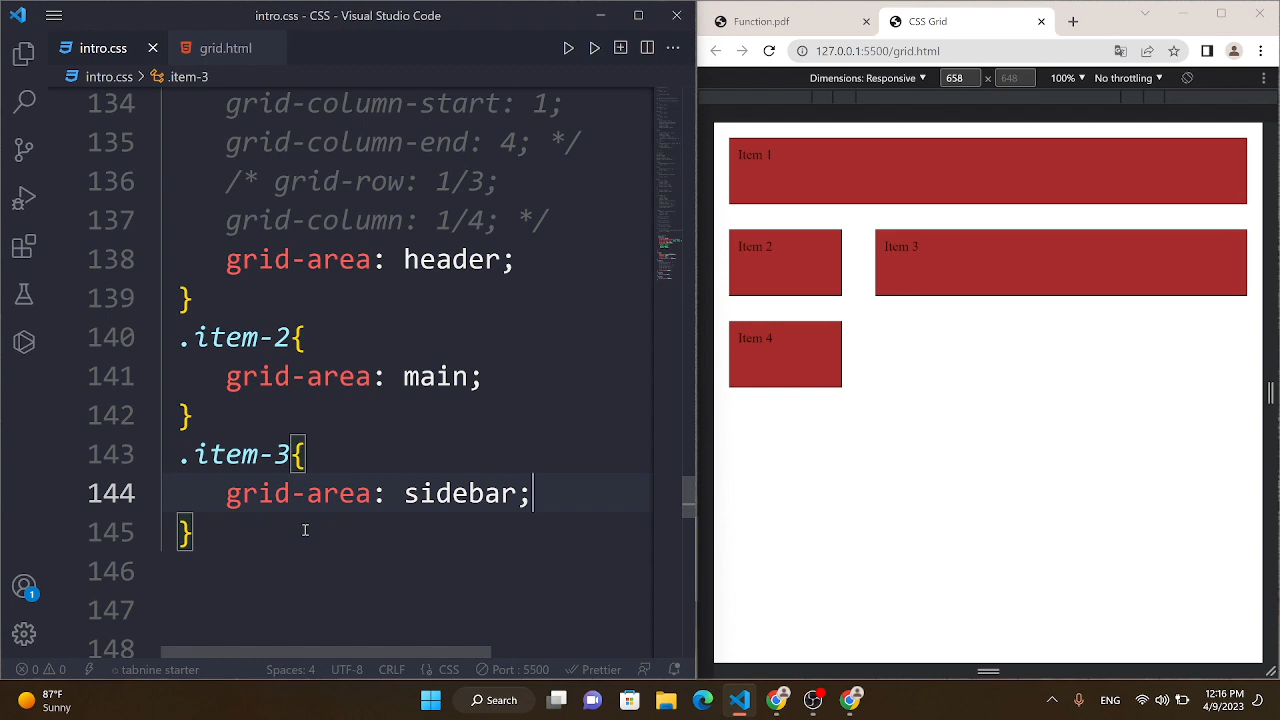 intro.css - CSS - Visual Studio Code
intro.css
grid.html
intro.css > .item-3
134 grid-column-start: 1;
135 grid-column-end: 4; */
136 /* grid-row: 1/3;
137 grid-column: 1/4; */
138 grid-area: header;
139 }
140 .item-2{
141 grid-area: main;
142 }
143 .item-3{
144 grid-area: sidebar;
145 }
146
147
148
0 0 tabnine starter Spaces: 4 UTF-8 CRLF {} CSS Port : 5500 Prettier
1
Function.pdf
CSS Grid
127.0.0.1:5500/grid.html
Dimensions: Responsive 658 × 648 100% No throttling
Item 1
Item 2
Item 3
Item 4
87°F
Sunny
Search
12:16 PM
4/9/2023